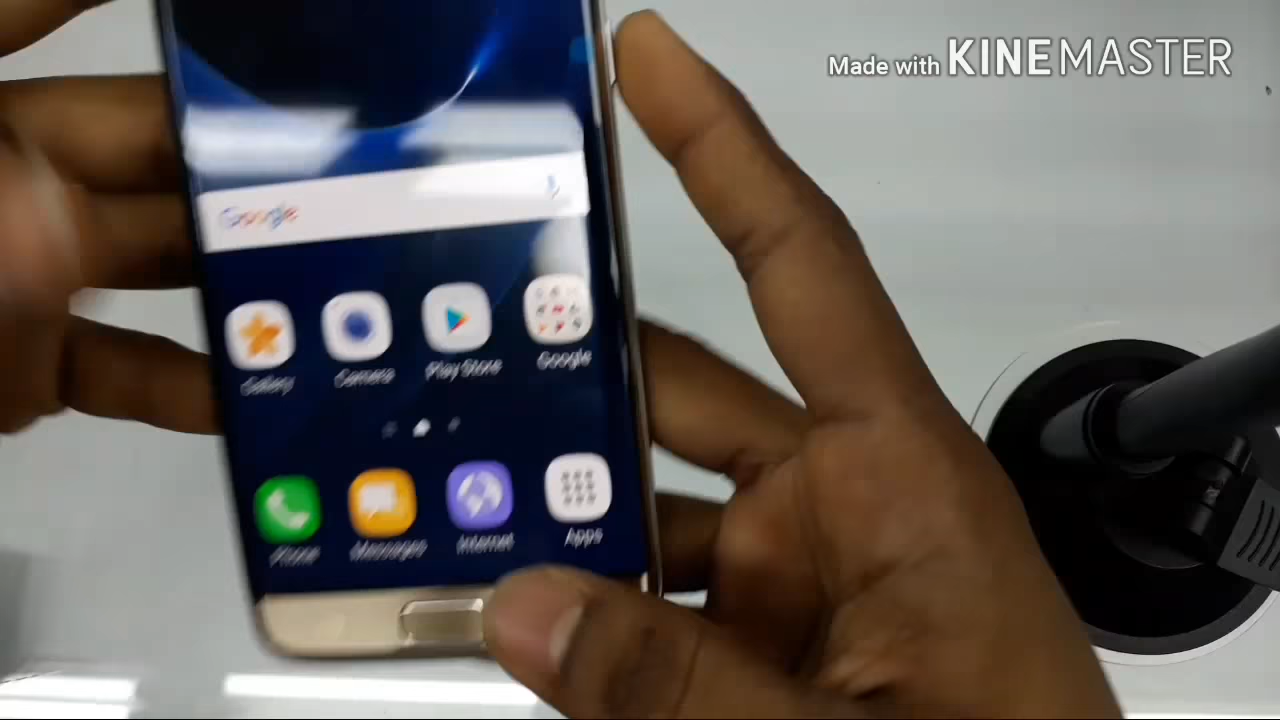 Made with KINEMASTER
Google
Gallery
Camera
Play Store
Google
Phone
Messages
Internet
Apps